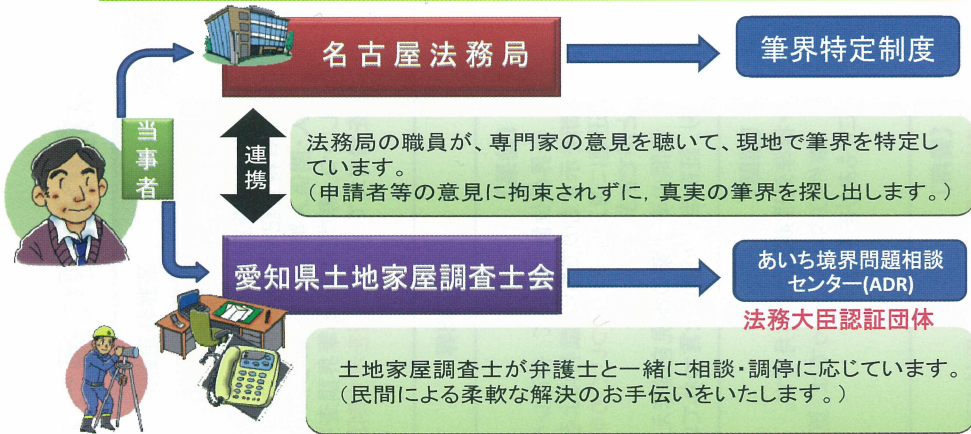 名古屋法務局
筆界特定制度
当事者
連携
法務局の職員が、専門家の意見を聴いて、現地で筆界を特定し
ています。
（申請者等の意見に拘束されずに，真実の筆界を探し出します。）
愛知県土地家屋調査士会
あいち境界問題相談
センター(ADR)
法務大臣認証団体
土地家屋調査士が弁護士と一緒に相談・調停に応じています。
（民間による柔軟な解決のお手伝いをいたします。）